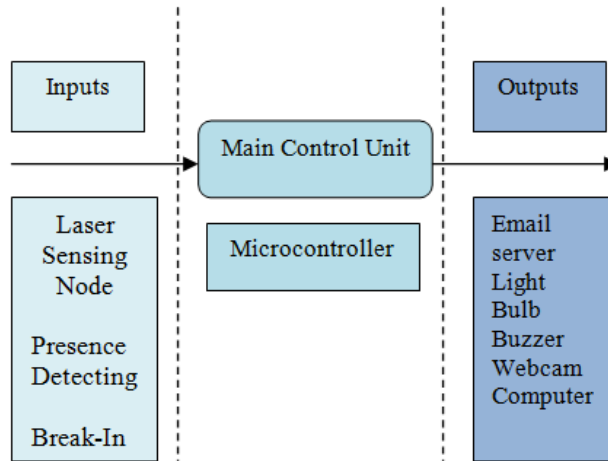 Inputs
Outputs
Main Control Unit
Microcontroller
Laser
Sensing
Node
Presence
Detecting
Break-In
Email
server
Light
Bulb
Buzzer
Webcam
Computer